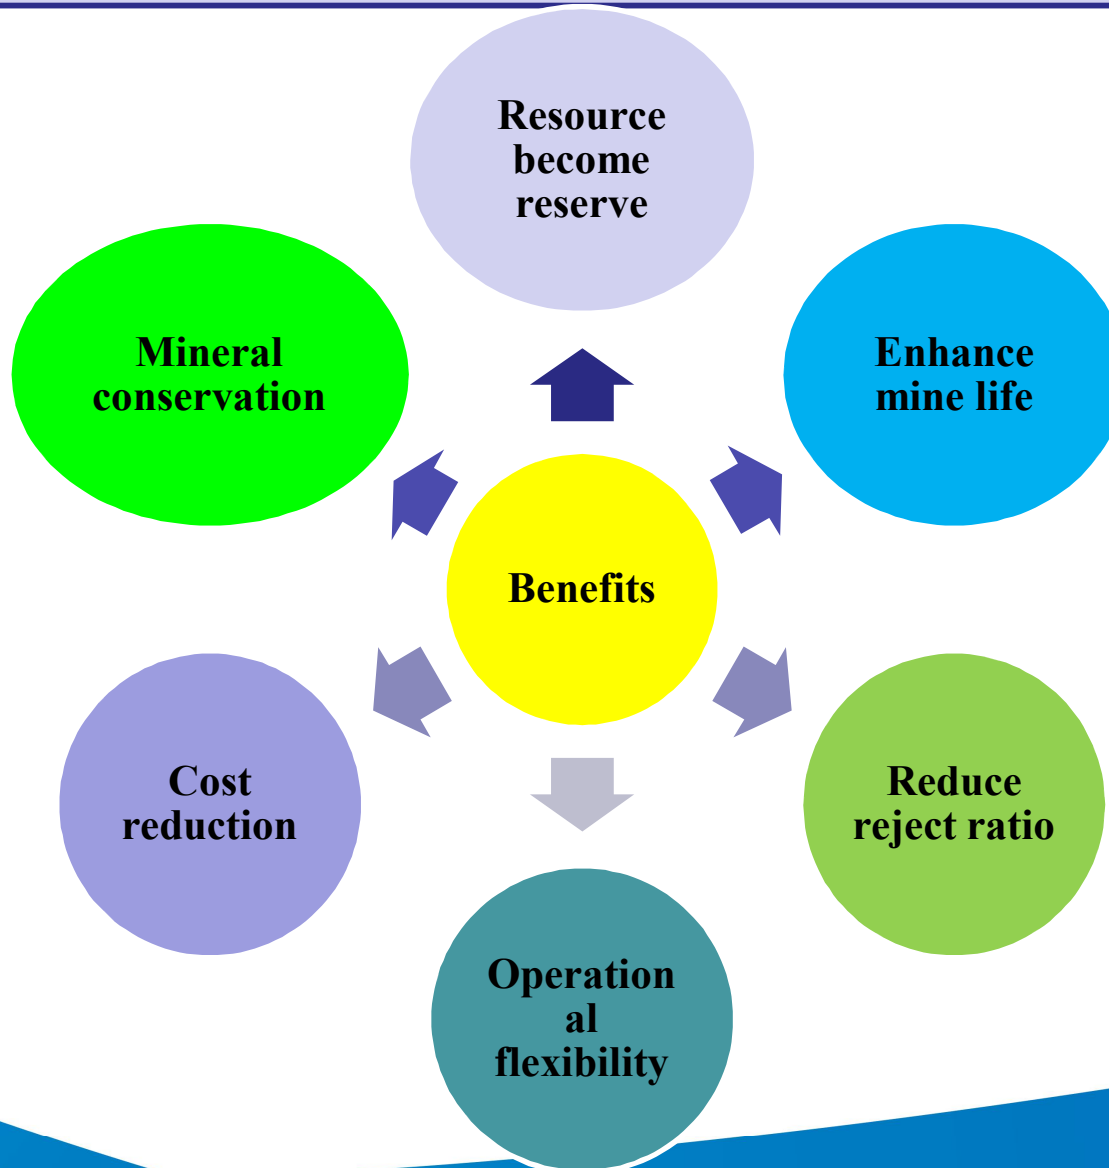 Resource
become
reserve
Mineral
conservation
Enhance
mine life
Benefits
Cost
reduction
Reduce
reject ratio
Operation
al
flexibility